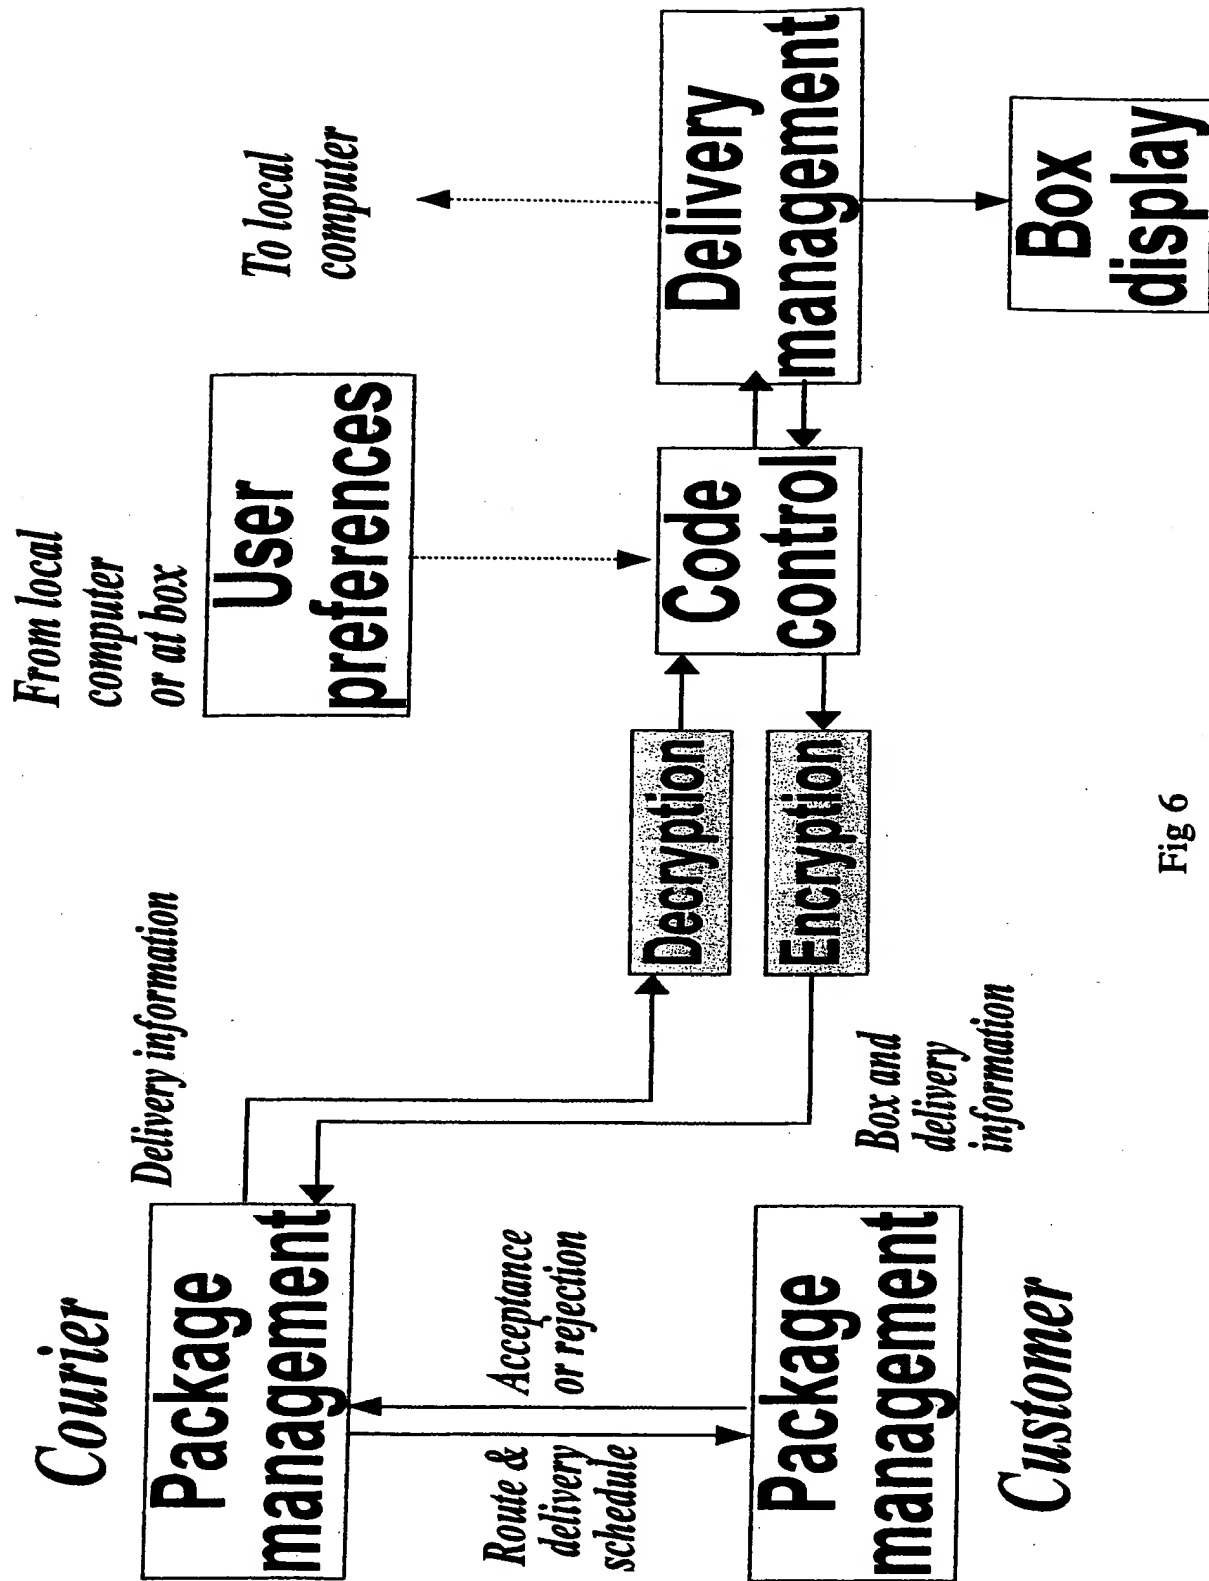 Courier
Package
management
Delivery information
Route &
delivery
schedule
Acceptance
or rejection
Package
management
Customer
Box and
delivery
information
Decryption
Encryption
From local
computer
or at box
User
preferences
Code
control
To local
computer
Delivery
management
Box
display
Fig 6